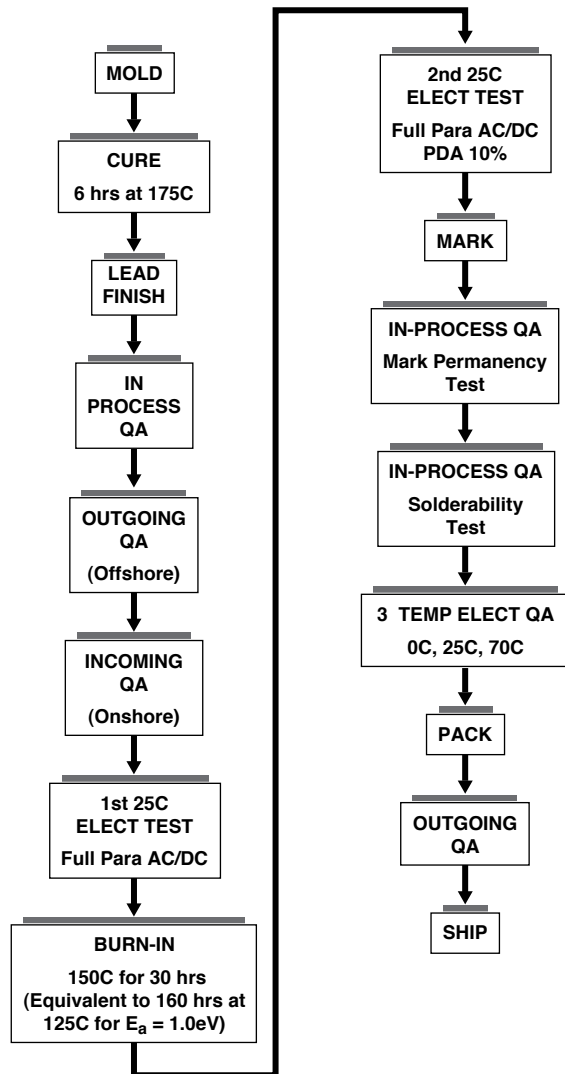 MOLD
CURE
6 hrs at 175C
LEAD
FINISH
IN
PROCESS
QA
OUTGOING
QA
(Offshore)
INCOMING
QA
(Onshore)
1st 25C
ELECT TEST
Full Para AC/DC
BURN-IN
150C for 30 hrs
(Equivalent to 160 hrs at
125C for Ea = 1.0eV)
2nd 25C
ELECT TEST
Full Para AC/DC
PDA 10%
MARK
IN-PROCESS QA
Mark Permanency
Test
IN-PROCESS QA
Solderability
Test
3 TEMP ELECT QA
0C, 25C, 70C
PACK
OUTGOING
QA
SHIP